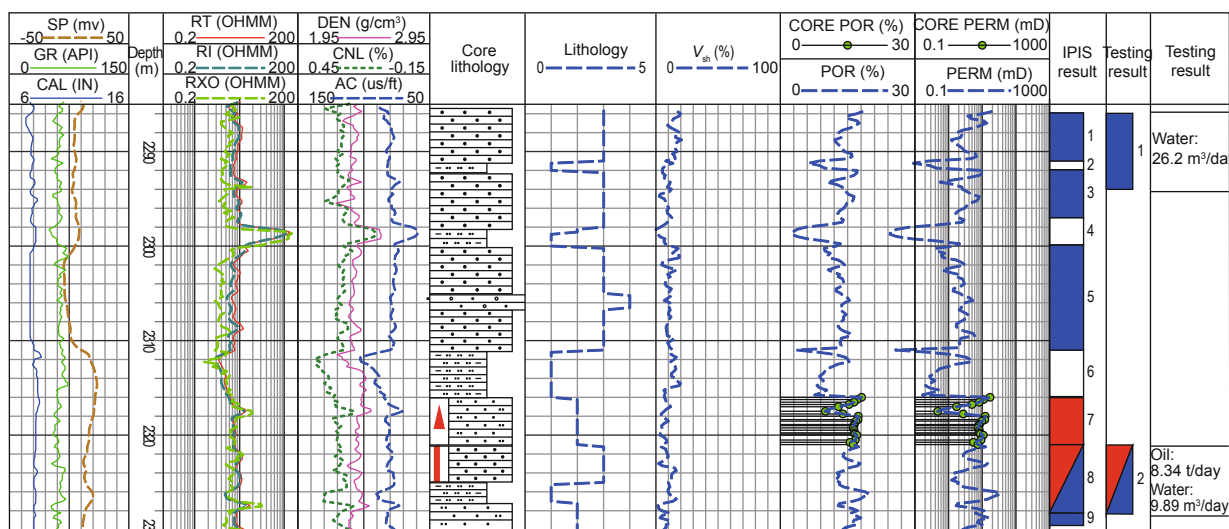 SP (mv)
-50 50
GR (API)
0 150
CAL (IN)
6 16
Depth
(m)
RT (OHMM)
0.2 200
RI (OHMM)
0.2 200
RXO (OHMM)
0.2 200
DEN (g/cm³)
1.95 2.95
CNL (%)
0.45 -0.15
AC (us/ft)
150 50
Core
lithology
Lithology
0 5
Vsh (%)
0 100
CORE POR (%)
0 30
POR (%)
0 30
CORE PERM (mD)
0.1 1000
PERM (mD)
0.1 1000
IPIS
result
Testing
result
Testing
result
2290
2300
2310
2320
23
1
2
3
4
5
6
7
8
9
1
2
Water:
26.2 m³/da
Oil:
8.34 t/day
Water:
9.89 m³/day